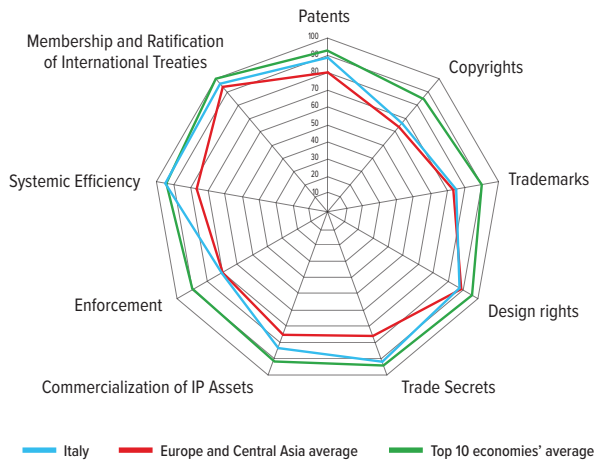 Patents
Membership and Ratification
of International Treaties
Copyrights
100
90
80
70
60
50
40
30
20
10
Systemic Efficiency
Trademarks
Enforcement
Design rights
Commercialization of IP Assets
Trade Secrets
Italy
Europe and Central Asia average
Top 10 economies’ average